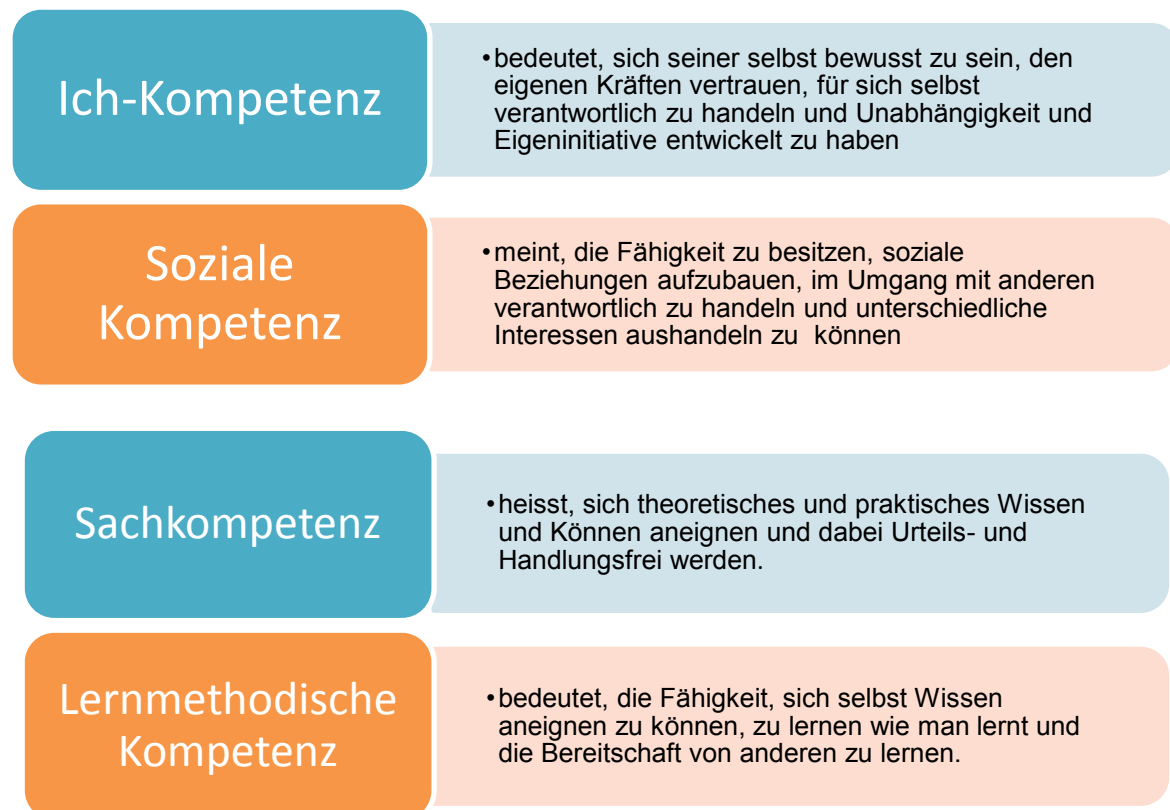 Ich-Kompetenz
•bedeutet, sich seiner selbst bewusst zu sein, den
eigenen Kräften vertrauen, für sich selbst
verantwortlich zu handeln und Unabhängigkeit und
Eigeninitiative entwickelt zu haben
Soziale
Kompetenz
•meint, die Fähigkeit zu besitzen, soziale
Beziehungen aufzubauen, im Umgang mit anderen
verantwortlich zu handeln und unterschiedliche
Interessen aushandeln zu  können
Sachkompetenz
•heisst, sich theoretisches und praktisches Wissen
und Können aneignen und dabei Urteils- und
Handlungsfrei werden.
Lernmethodische
Kompetenz
•bedeutet, die Fähigkeit, sich selbst Wissen
aneignen zu können, zu lernen wie man lernt und
die Bereitschaft von anderen zu lernen.